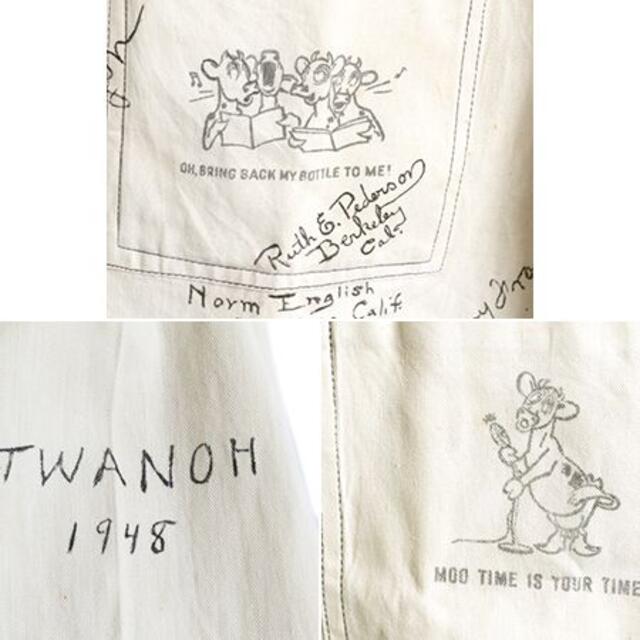 OH, BRING BACK MY BOTTLE TO ME!
Ruth E. Pederson
Berkeley
Cal.
Norm English
Calif.
TWANOH
1948
MOO TIME IS YOUR TIME